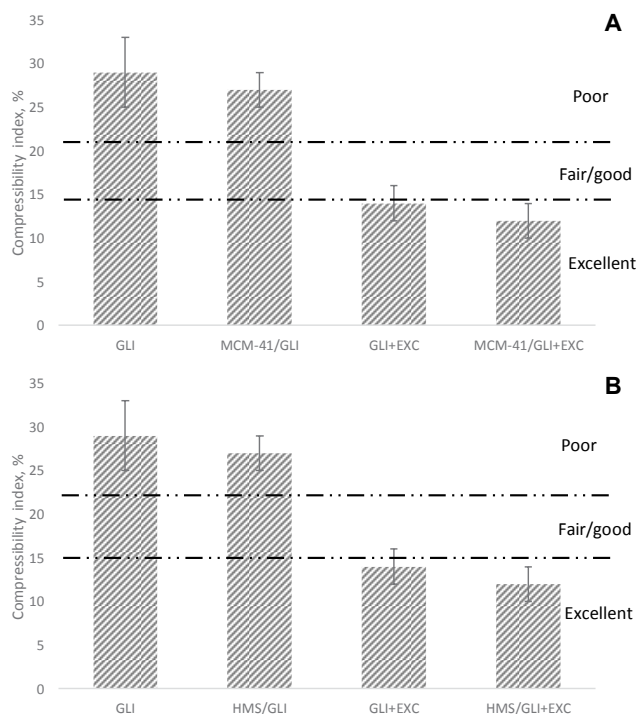 A
Compressibility index, %
35
30
25
20
15
10
5
0
Poor
Fair/good
Excellent
GLI MCM-41/GLI GLI+EXC MCM-41/GLI+EXC
B
Compressibility index, %
35
30
25
20
15
10
5
0
Poor
Fair/good
Excellent
GLI HMS/GLI GLI+EXC HMS/GLI+EXC